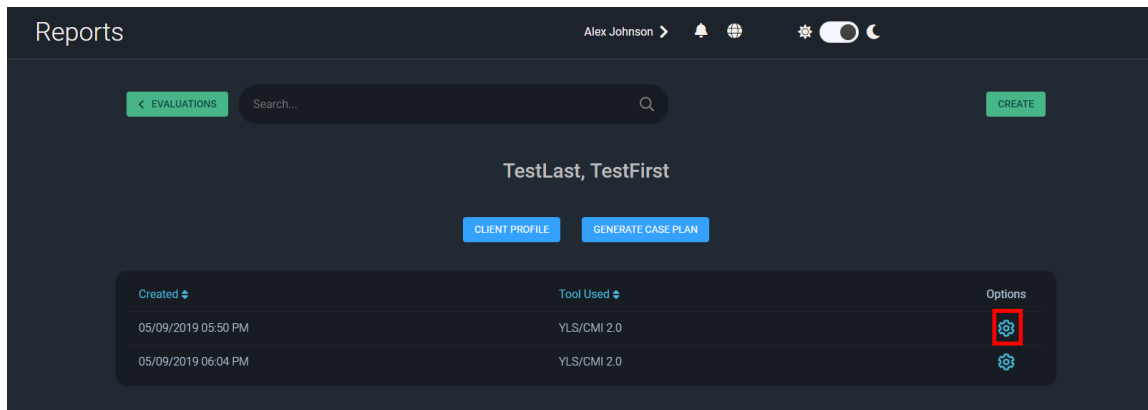 Reports Alex Johnson
EVALUATIONS Search... CREATE
TestLast, TestFirst
CLIENT PROFILE GENERATE CASE PLAN
Created Tool Used Options
05/09/2019 05:50 PM YLS/CMI 2.0
05/09/2019 06:04 PM YLS/CMI 2.0